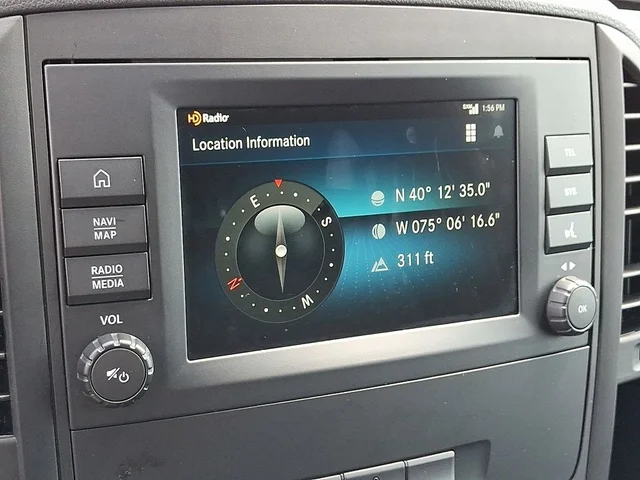 HD Radio
SXM 1:56 PM
Location Information
E
S
N
W
N 40° 12' 35.0"
W 075° 06' 16.6"
311 ft
NAVI
MAP
RADIO
MEDIA
VOL
TEL
SYS
OK